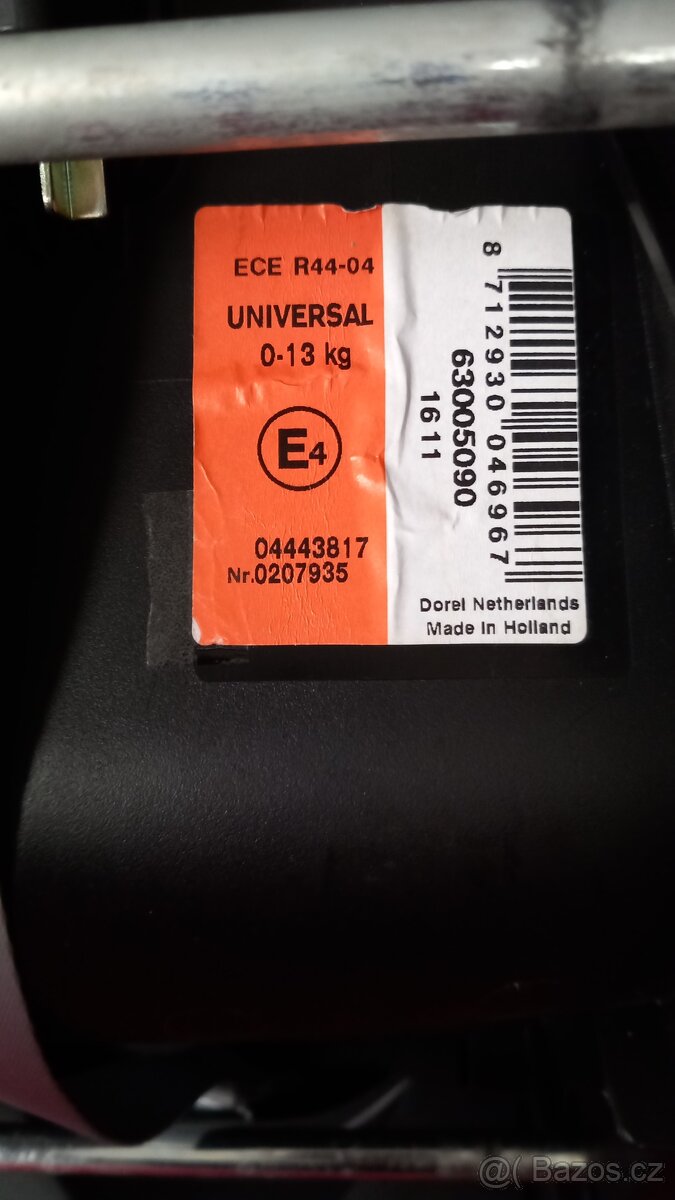 ECE R44-04
UNIVERSAL
0-13 kg
E4
04443817
Nr.0207935
8 712930 046967
63005090
1611
Dorel Netherlands
Made in Holland
@ Bazos.cz